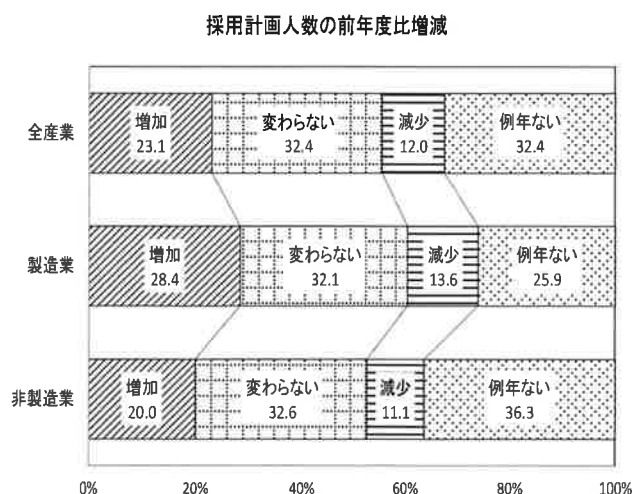 採用計画人数の前年度比増減
全産業
増加
23.1
変わらない
32.4
減少
12.0
例年ない
32.4
製造業
増加
28.4
変わらない
32.1
減少
13.6
例年ない
25.9
非製造業
増加
20.0
変わらない
32.6
減少
11.1
例年ない
36.3
0% 20% 40% 60% 80% 100%